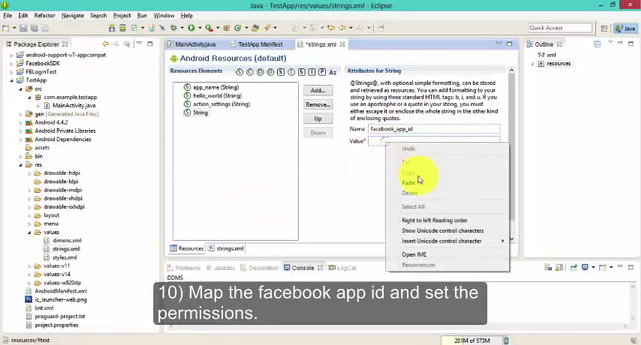 Java - TestApp/res/values/strings.xml - Eclipse
File Edit Refactor Navigate Search Project Window Help
Quick Access
Java
Package Explorer
MainActivity.java
TestApp Manifest
*strings.xml
Outline
android-support-v7-appcompat
FacebookSDK
FBLoginTest
TestApp
src
com.example.testapp
MainActivity.java
gen [Generated Java Files]
Android 4.4.2
Android Private Libraries
Android Dependencies
assets
bin
res
drawable-hdpi
drawable-ldpi
drawable-mdpi
drawable-xhdpi
drawable-xxhdpi
layout
menu
values
dimens.xml
strings.xml
styles.xml
values-v11
values-v14
values-w820dp
AndroidManifest.xml
ic_launcher-web.png
lint.xml
proguard-project.txt
project.properties
Android Resources (default)
Resources Elements
S C D D S S I I P Az
app_name (String)
hello_world (String)
action_settings (String)
String
Add...
Remove...
Up
Down
Attributes for String
@Strings@, with optional simple formatting, can be
stored and retrieved as resources. You can add formatting to
your string by using three standard HTML tags: b, i, and u. If
you use an apostrophe or a quote in your string, you must
either escape it or enclose the whole string in the other kind
of enclosing quotes.
Name facebook_app_id
Value*
Undo
Cut
Copy
Paste
Delete
Select All
Right to left Reading order
Show Unicode control characters
Insert Unicode control character
Open IME
Reconversion
Resources
strings.xml
xml
resources
Problems
Javadoc
Declaration
Console
LogCat
DDMS
10) Map the facebook app id and set the
permissions.
resources/#text
201M of 573M